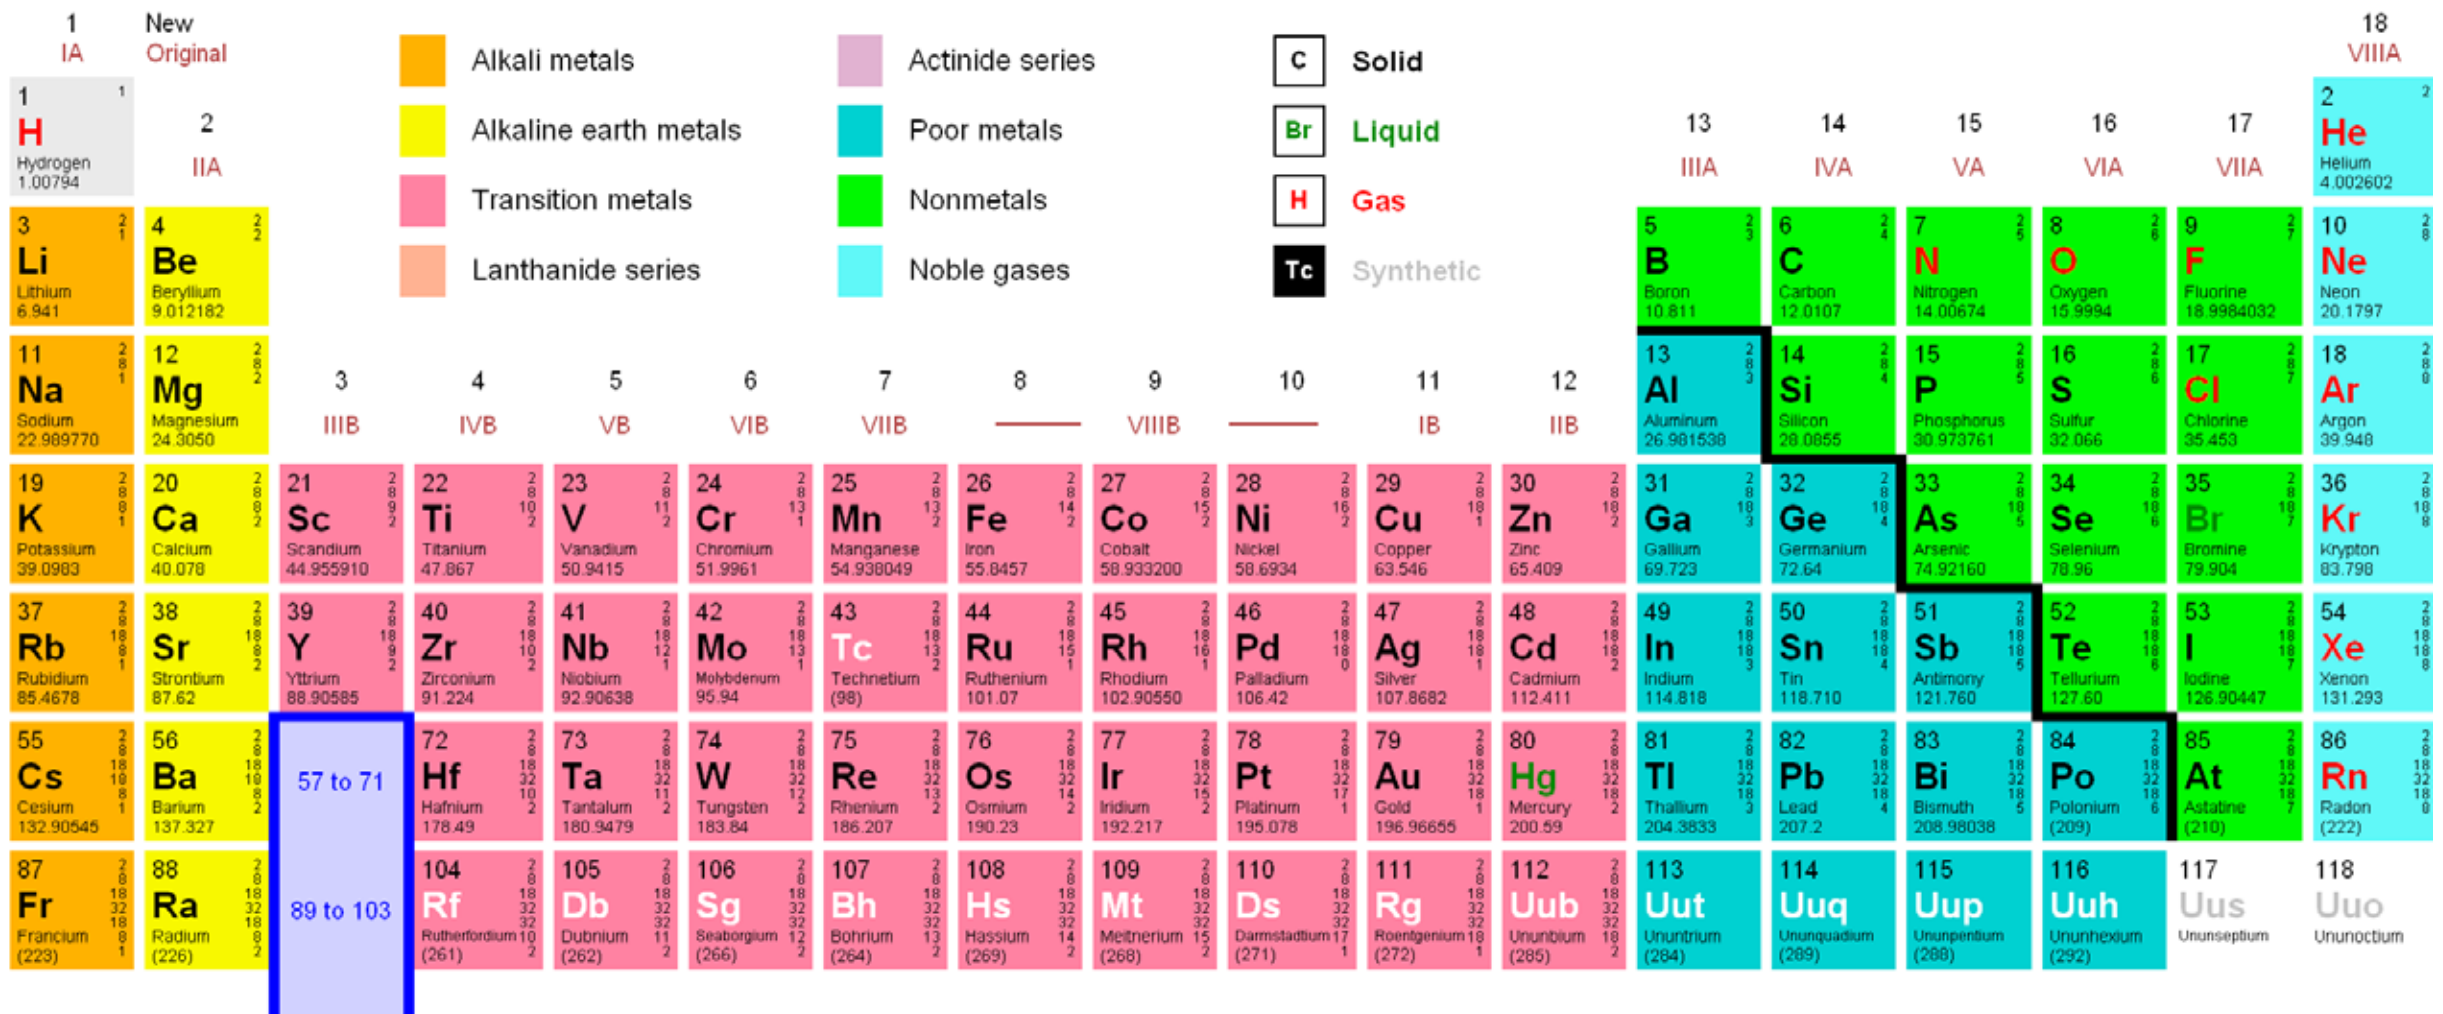 1 New 18
IA Original VIIIA
Alkali metals Actinide series C Solid
Alkaline earth metals Poor metals Br Liquid
Transition metals Nonmetals H Gas
Lanthanide series Noble gases Tc Synthetic
2 13 14 15 16 17
IIA IIIA IVA VA VIA VIIA
1 2
H He
Hydrogen Helium
1.00794 4.002602
3 4 5 6 7 8 9 10
Li Be B C N O F Ne
Lithium Beryllium Boron Carbon Nitrogen Oxygen Fluorine Neon
6.941 9.012182 10.811 12.0107 14.00674 15.9994 18.9984032 20.1797
3 4 5 6 7 8 9 10 11 12
IIIB IVB VB VIB VIIB VIIIB IB IIB
11 12 13 14 15 16 17 18
Na Mg Al Si P S Cl Ar
Sodium Magnesium Aluminum Silicon Phosphorus Sulfur Chlorine Argon
22.989770 24.3050 26.981538 28.0855 30.973761 32.066 35.453 39.948
19 20 21 22 23 24 25 26 27 28 29 30 31 32 33 34 35 36
K Ca Sc Ti V Cr Mn Fe Co Ni Cu Zn Ga Ge As Se Br Kr
Potassium Calcium Scandium Titanium Vanadium Chromium Manganese Iron Cobalt Nickel Copper Zinc Gallium Germanium Arsenic Selenium Bromine Krypton
39.0983 40.078 44.955910 47.867 50.9415 51.9961 54.938049 55.8457 58.933200 58.6934 63.546 65.409 69.723 72.64 74.92160 78.96 79.904 83.798
37 38 39 40 41 42 43 44 45 46 47 48 49 50 51 52 53 54
Rb Sr Y Zr Nb Mo Tc Ru Rh Pd Ag Cd In Sn Sb Te I Xe
Rubidium Strontium Yttrium Zirconium Niobium Molybdenum Technetium Ruthenium Rhodium Palladium Silver Cadmium Indium Tin Antimony Tellurium Iodine Xenon
85.4678 87.62 88.90585 91.224 92.90638 95.94 (98) 101.07 102.90550 106.42 107.8682 112.411 114.818 118.710 121.760 127.60 126.90447 131.293
55 56 57 to 71 72 73 74 75 76 77 78 79 80 81 82 83 84 85 86
Cs Ba Hf Ta W Re Os Ir Pt Au Hg Tl Pb Bi Po At Rn
Cesium Barium Hafnium Tantalum Tungsten Rhenium Osmium Iridium Platinum Gold Mercury Thallium Lead Bismuth Polonium Astatine Radon
132.90545 137.327 178.49 180.9479 183.84 186.207 190.23 192.217 195.078 196.96655 200.59 204.3833 207.2 208.98038 (209) (210) (222)
87 88 89 to 103 104 105 106 107 108 109 110 111 112 113 114 115 116 117 118
Fr Ra Rf Db Sg Bh Hs Mt Ds Rg Uub Uut Uuq Uup Uuh Uus Uuo
Francium Radium Rutherfordium Dubnium Seaborgium Bohrium Hassium Meitnerium Darmstadtium Roentgenium Ununbium Ununtrium Ununquadium Ununpentium Ununhexium Ununseptium Ununoctium
(223) (226) (261) (262) (266) (264) (269) (268) (271) (272) (285) (284) (289) (288) (292)